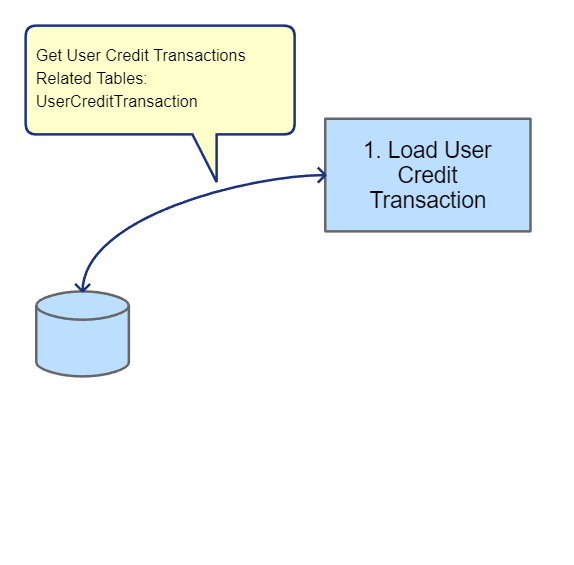 Get User Credit Transactions
Related Tables:
UserCreditTransaction
1. Load User
Credit
Transaction